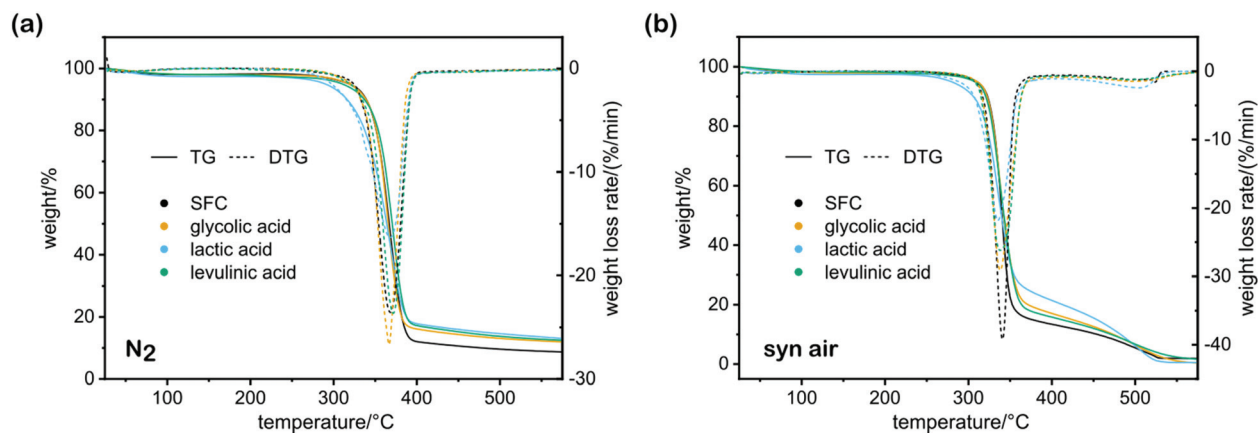 (a)
100
80
60
40
20
0
weight/%
TG DTG
SFC
glycolic acid
lactic acid
levulinic acid
N2
0
-10
-20
-30
weight loss rate/(%/min)
100 200 300 400 500
temperature/°C
(b)
100
80
60
40
20
0
weight/%
TG DTG
SFC
glycolic acid
lactic acid
levulinic acid
syn air
0
-10
-20
-30
-40
weight loss rate/(%/min)
100 200 300 400 500
temperature/°C